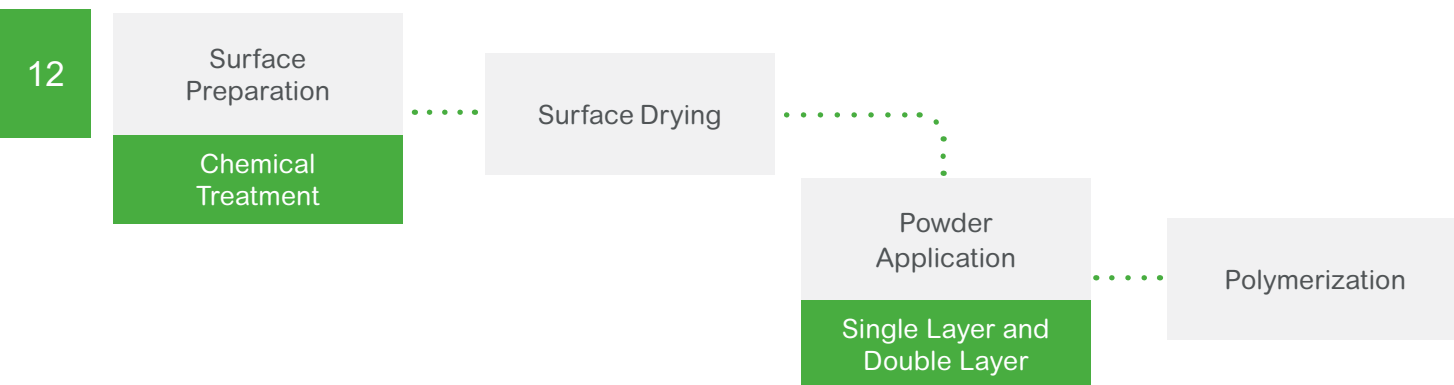 12
Surface
Preparation
Chemical
Treatment
Surface Drying
Powder
Application
Single Layer and
Double Layer
Polymerization